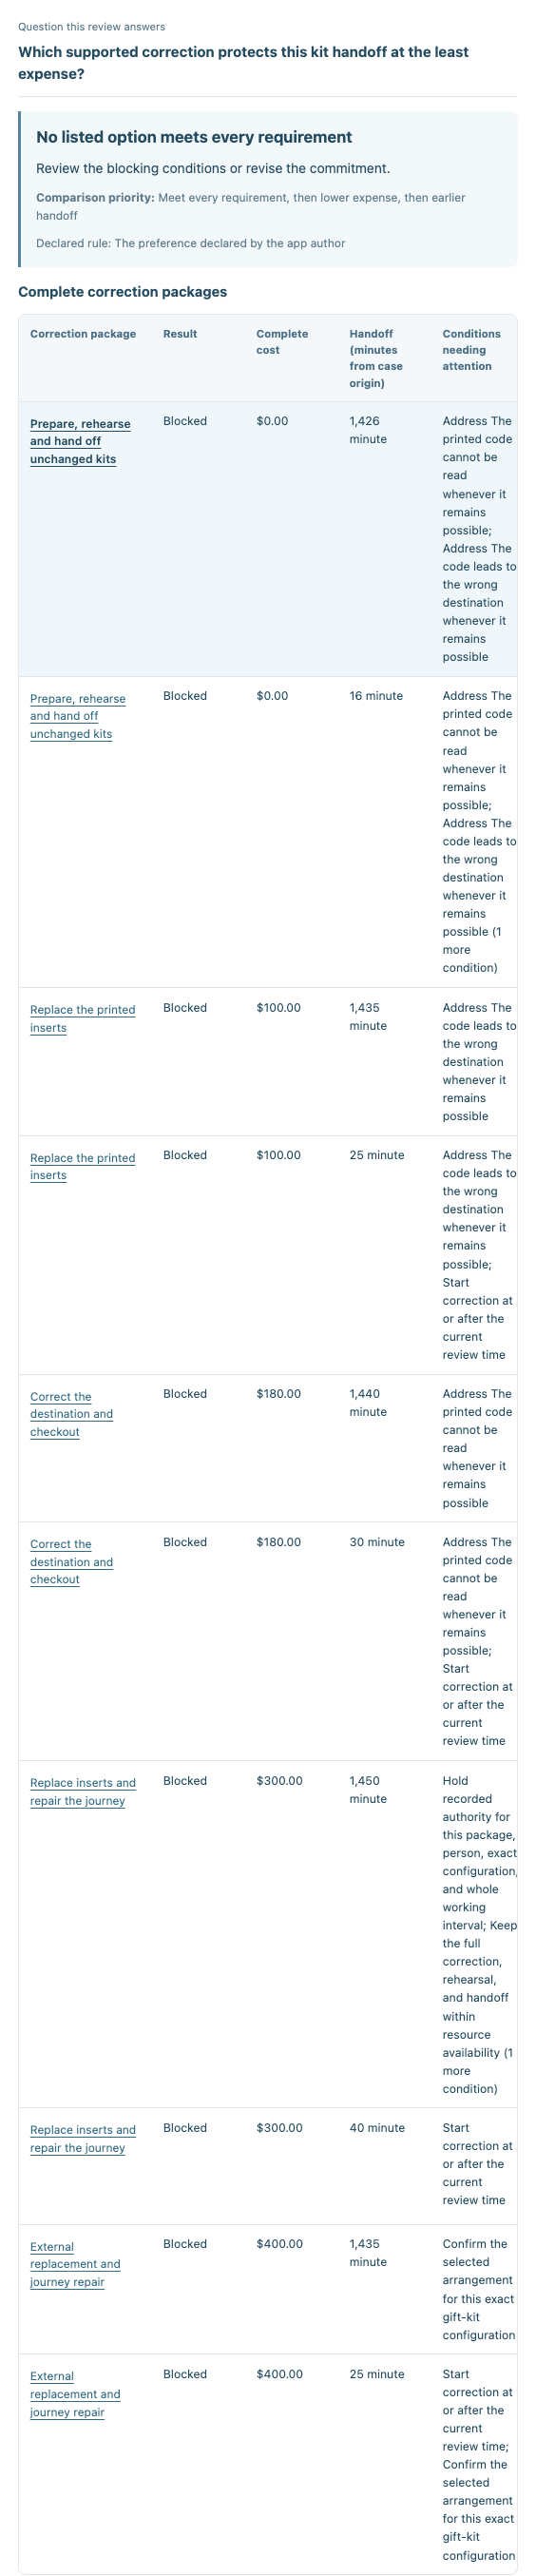 Question this review answers
Which supported correction protects this kit handoff at the least
expense?
No listed option meets every requirement
Review the blocking conditions or revise the commitment.
Comparison priority: Meet every requirement, then lower expense, then earlier
handoff
Declared rule: The preference declared by the app author
Complete correction packages
Correction package
Result
Complete
cost
Handoff
(minutes
from case
origin)
Conditions
needing
attention
Prepare, rehearse
and hand off
unchanged kits
Blocked
$0.00
1,426
minute
Address The
printed code
cannot be
read
whenever it
remains
possible;
Address The
code leads to
the wrong
destination
whenever it
remains
possible
Prepare, rehearse
and hand off
unchanged kits
Blocked
$0.00
16 minute
Address The
printed code
cannot be
read
whenever it
remains
possible;
Address The
code leads to
the wrong
destination
whenever it
remains
possible (1
more
condition)
Replace the printed
inserts
Blocked
$100.00
1,435
minute
Address The
code leads to
the wrong
destination
whenever it
remains
possible
Replace the printed
inserts
Blocked
$100.00
25 minute
Address The
code leads to
the wrong
destination
whenever it
remains
possible;
Start
correction at
or after the
current
review time
Correct the
destination and
checkout
Blocked
$180.00
1,440
minute
Address The
printed code
cannot be
read
whenever it
remains
possible
Correct the
destination and
checkout
Blocked
$180.00
30 minute
Address The
printed code
cannot be
read
whenever it
remains
possible;
Start
correction at
or after the
current
review time
Replace inserts and
repair the journey
Blocked
$300.00
1,450
minute
Hold
recorded
authority for
this package,
person, exact
configuration,
and whole
working
interval; Keep
the full
correction,
rehearsal,
and handoff
within
resource
availability (1
more
condition)
Replace inserts and
repair the journey
Blocked
$300.00
40 minute
Start
correction at
or after the
current
review time
External
replacement and
journey repair
Blocked
$400.00
1,435
minute
Confirm the
selected
arrangement
for this exact
gift-kit
configuration
External
replacement and
journey repair
Blocked
$400.00
25 minute
Start
correction at
or after the
current
review time;
Confirm the
selected
arrangement
for this exact
gift-kit
configuration